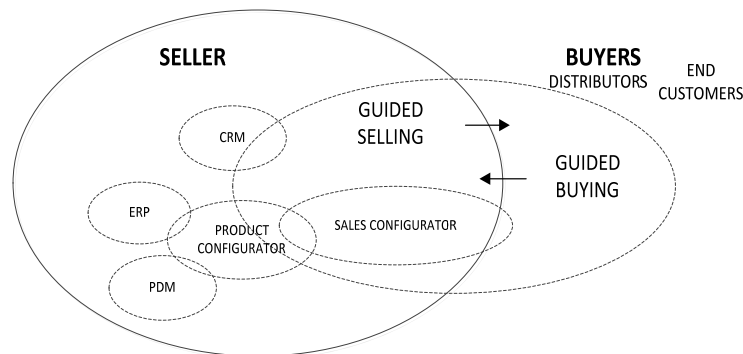 SELLER
BUYERS
DISTRIBUTORS
END
CUSTOMERS
GUIDED
SELLING
CRM
GUIDED
BUYING
ERP
PRODUCT
CONFIGURATOR
SALES CONFIGURATOR
PDM